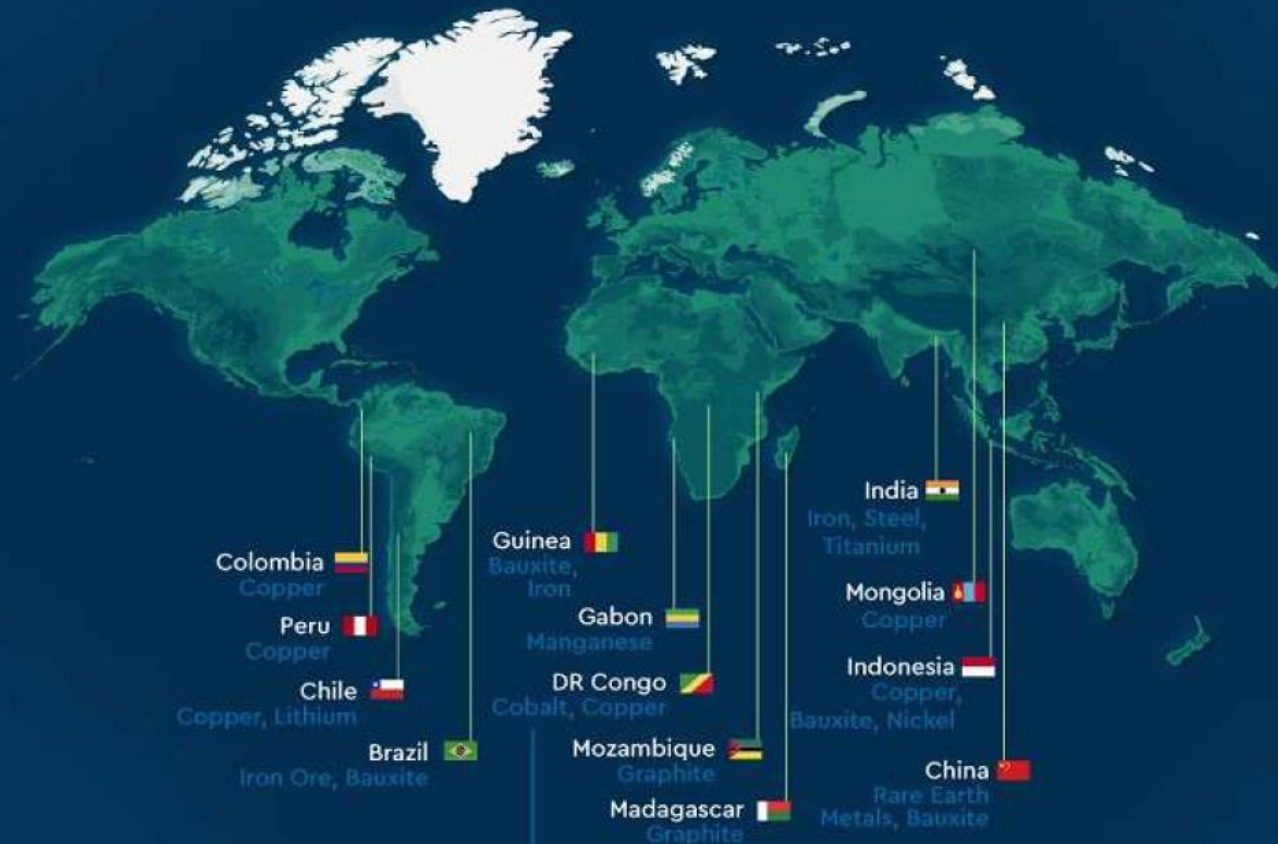 Colombia
Copper
Peru
Copper
Chile
Copper, Lithium
Brazil
Iron Ore, Bauxite
Guinea
Bauxite,
Iron
Gabon
Manganese
DR Congo
Cobalt, Copper
Mozambique
Graphite
Madagascar
Graphite
India
Iron, Steel,
Titanium
Mongolia
Copper
Indonesia
Copper,
Bauxite, Nickel
China
Rare Earth
Metals, Bauxite